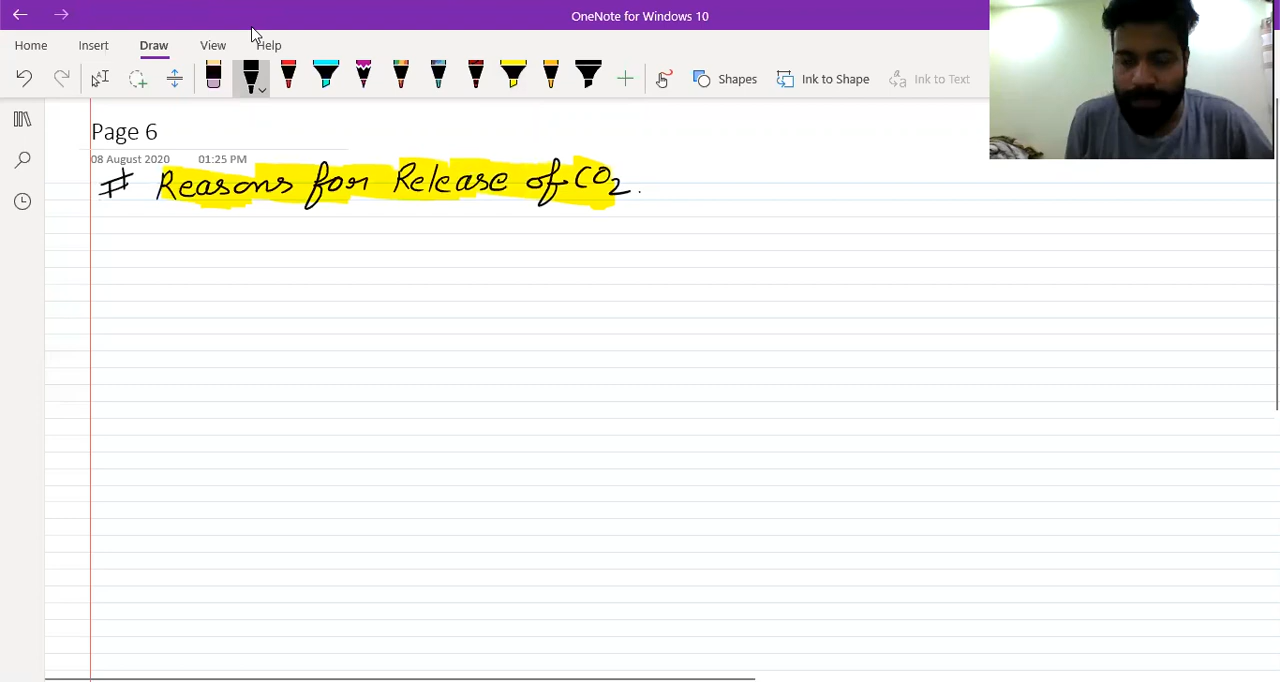 OneNote for Windows 10
Home Insert Draw View Help
Shapes Ink to Shape Ink to Text
Page 6
08 August 2020 01:25 PM
# Reasons for Release of CO2.